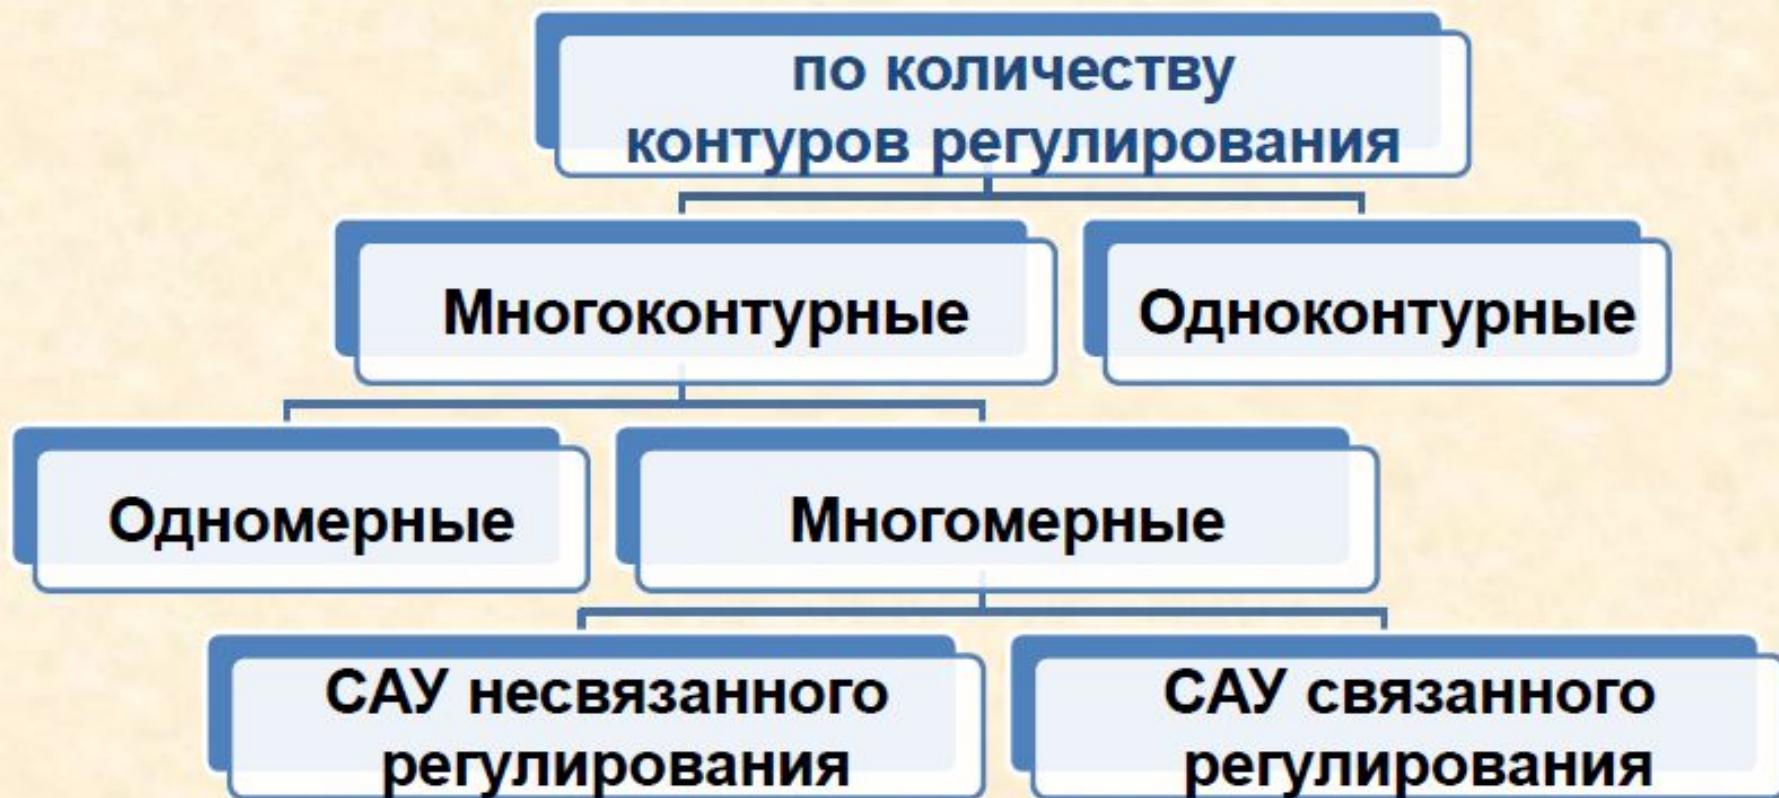 по количеству
контуров регулирования
Многоконтурные
Одноконтурные
Одномерные
Многомерные
САУ несвязанного
регулирования
САУ связанного
регулирования